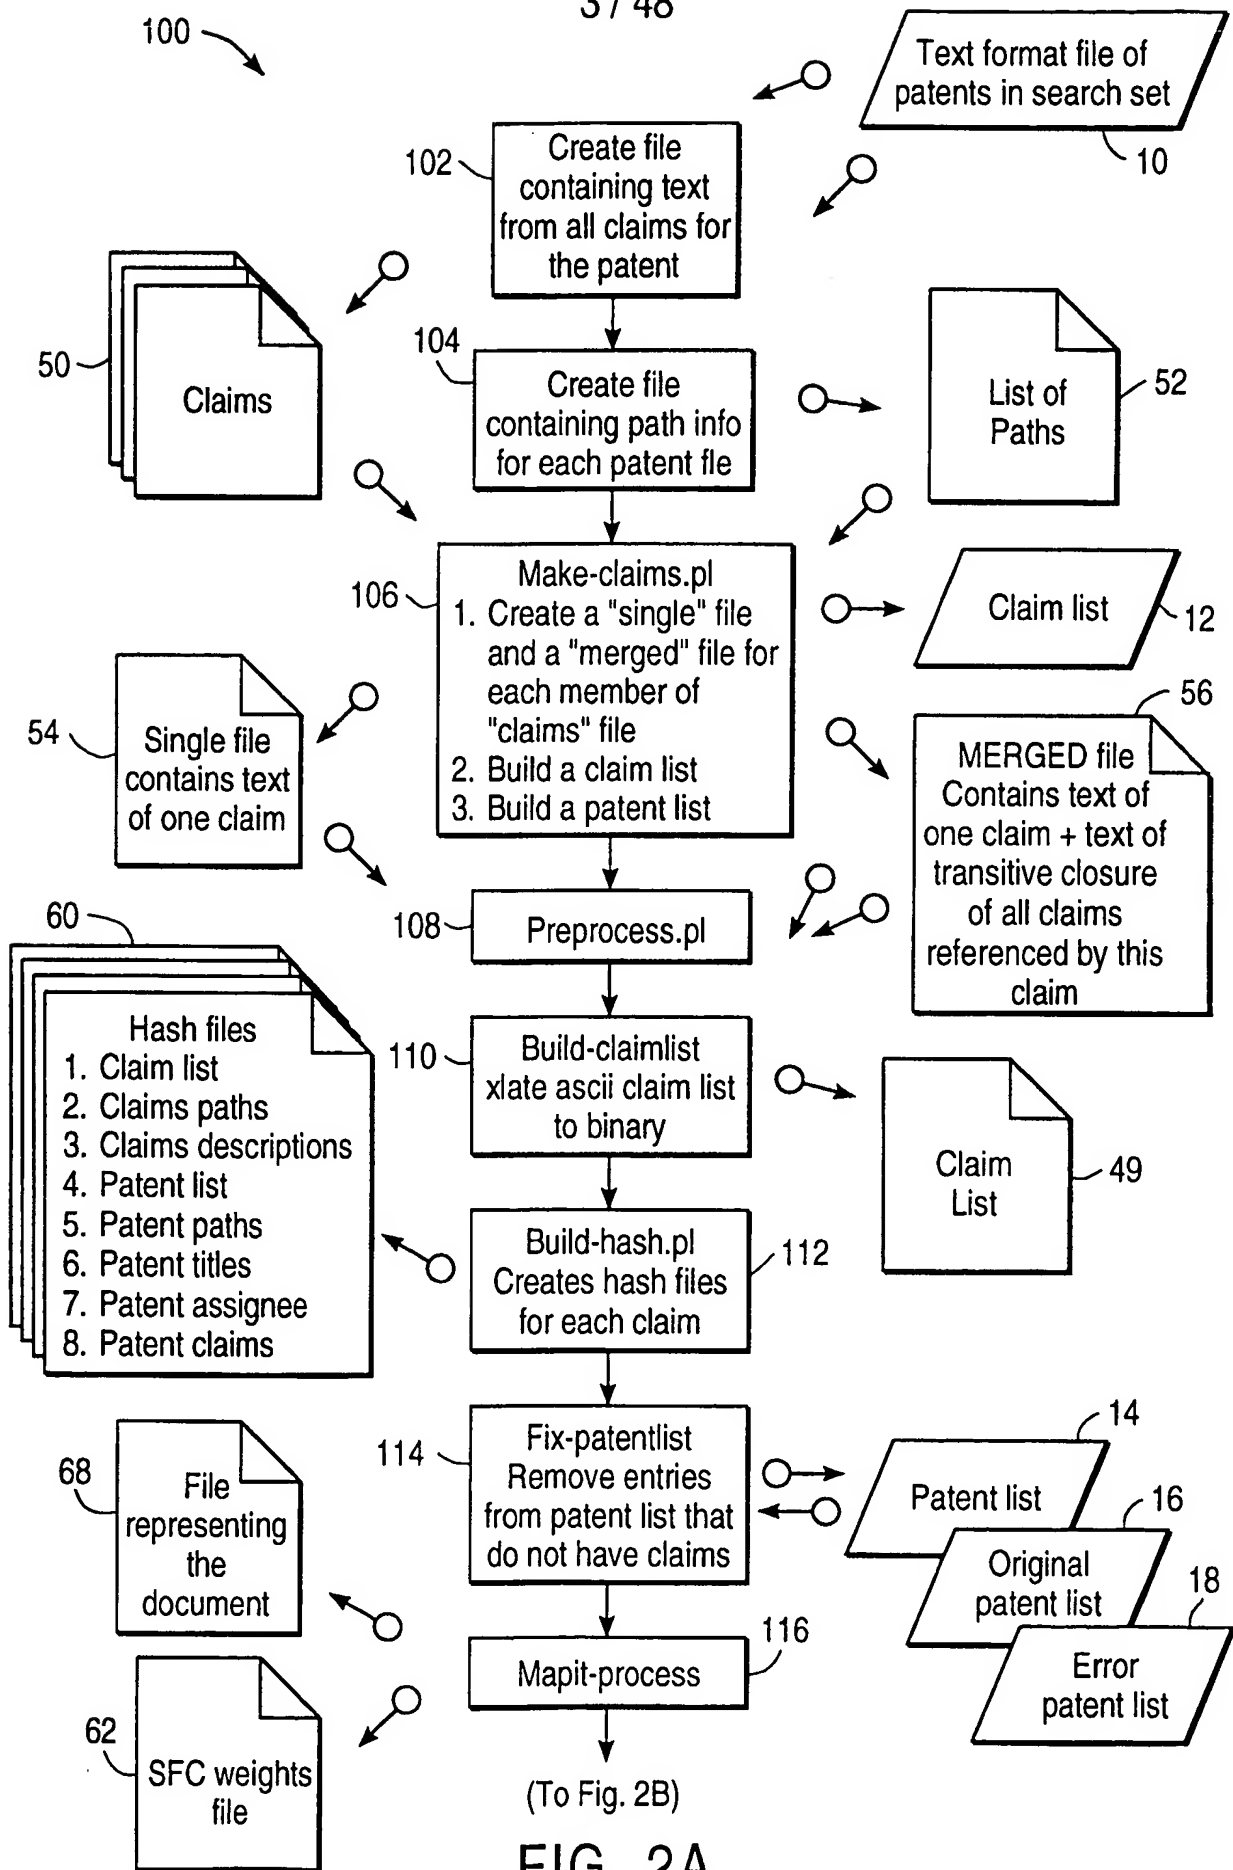 3 / 48
100
Text format file of
patents in search set
10
102
Create file
containing text
from all claims for
the patent
50
Claims
104
Create file
containing path info
for each patent fle
List of
Paths
52
106
Make-claims.pl
1. Create a "single" file
and a "merged" file for
each member of
"claims" file
2. Build a claim list
3. Build a patent list
Claim list
12
54
Single file
contains text
of one claim
56
MERGED file
Contains text of
one claim + text of
transitive closure
of all claims
referenced by this
claim
108
Preprocess.pl
60
Hash files
1. Claim list
2. Claims paths
3. Claims descriptions
4. Patent list
5. Patent paths
6. Patent titles
7. Patent assignee
8. Patent claims
110
Build-claimlist
xlate ascii claim list
to binary
Claim
List
49
Build-hash.pl
Creates hash files
for each claim
112
114
Fix-patentlist
Remove entries
from patent list that
do not have claims
14
Patent list
16
Original
patent list
18
Error
patent list
68
File
representing
the
document
Mapit-process
116
62
SFC weights
file
(To Fig. 2B)
FIG. 2A